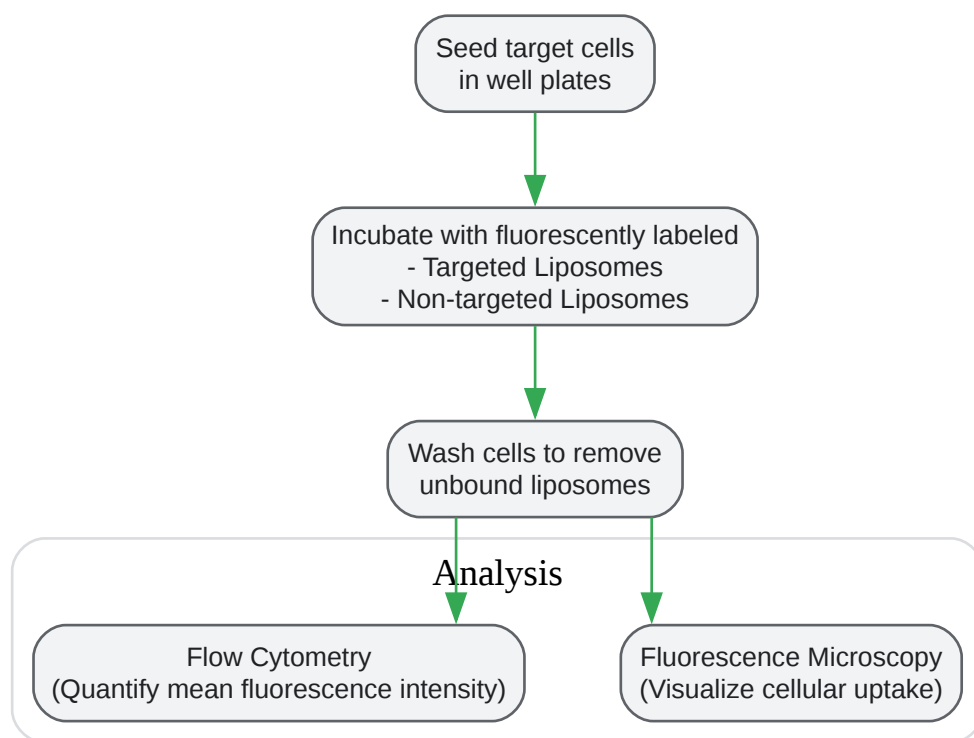 Seed target cells
in well plates
Incubate with fluorescently labeled
- Targeted Liposomes
- Non-targeted Liposomes
Wash cells to remove
unbound liposomes
Analysis
Flow Cytometry
(Quantify mean fluorescence intensity)
Fluorescence Microscopy
(Visualize cellular uptake)